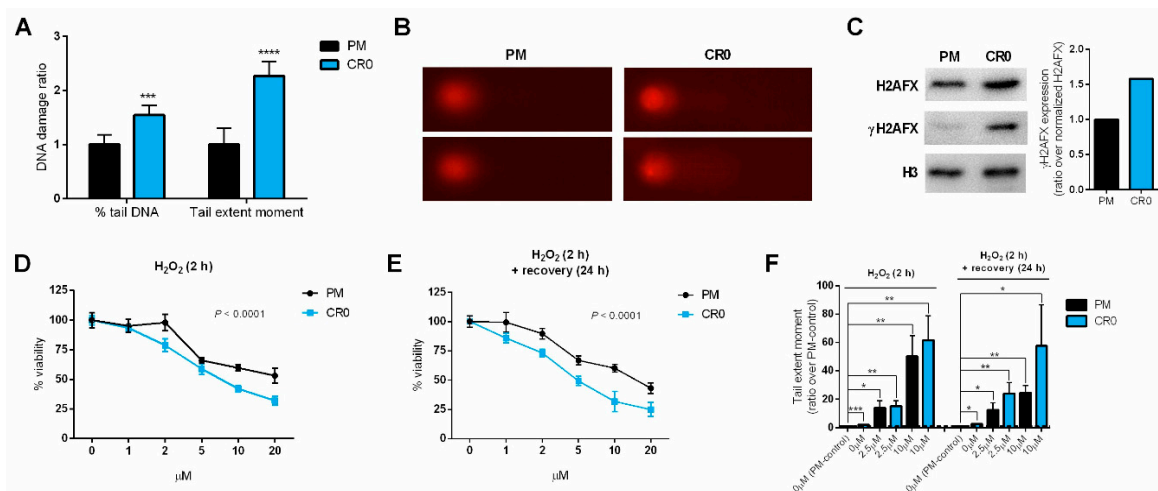 A
PM
CR0
DNA damage ratio
3
2
1
0
***
****
% tail DNA
Tail extent moment
B
PM
CR0
C
PM
CR0
H2AFX
γH2AFX
H3
γH2AFX expression
(ratio over normalized H2AFX)
2.0
1.5
1.0
0.5
0.0
PM
CR0
D
H2O2 (2 h)
PM
CR0
P < 0.0001
% viability
125
100
75
50
25
0
0
1
2
5
10
20
μM
E
H2O2 (2 h)
+ recovery (24 h)
PM
CR0
P < 0.0001
% viability
125
100
75
50
25
0
0
1
2
5
10
20
μM
F
H2O2 (2 h)
H2O2 (2 h)
+ recovery (24 h)
PM
CR0
Tail extent moment
(ratio over PM-control)
100
80
60
40
20
0
**
**
**
*
***
*
**
**
*
*
0μM (PM-control)
0μM
2.5μM
2.5μM
10μM
10μM
0μM (PM-control)
0μM
2.5μM
2.5μM
10μM
10μM